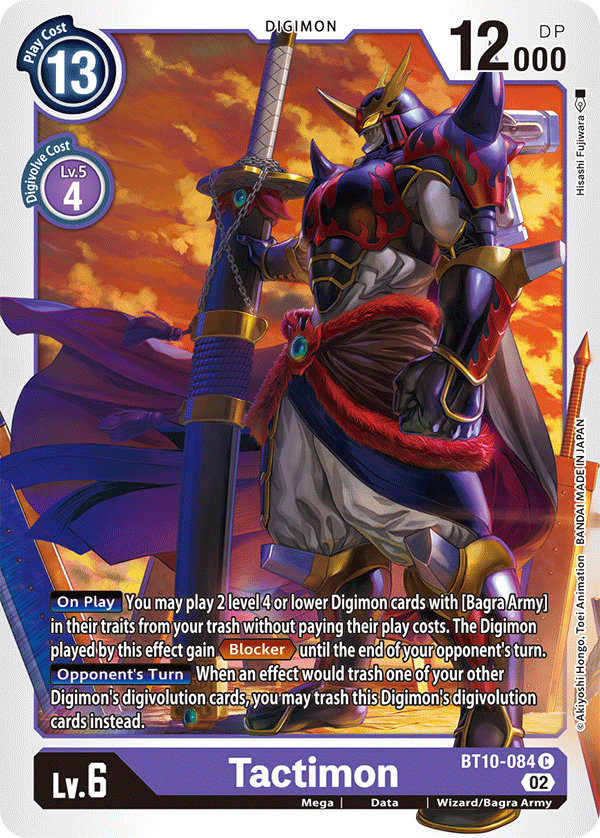 DIGIMON
Play Cost
13
12000
DP
Digivolve Cost
Lv.5
4
Hisashi Fujiwara
© Akiyoshi Hongo, Toei Animation BANDAI MADE IN JAPAN
On Play You may play 2 level 4 or lower Digimon cards with [Bagra Army]
in their traits from your trash without paying their play costs. The Digimon
played by this effect gain Blocker until the end of your opponent's turn.
Opponent's Turn When an effect would trash one of your other
Digimon's digivolution cards, you may trash this Digimon's digivolution
cards instead.
Lv.6
Tactimon
BT10-084 C
02
Mega | Data | Wizard/Bagra Army